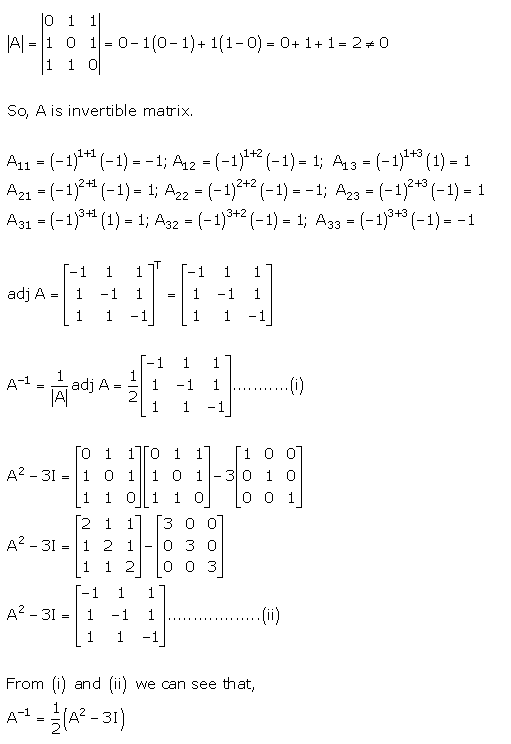 |A| = |0 1 1; 1 0 1; 1 1 0| = 0 − 1(0 − 1) + 1(1 − 0) = 0 + 1 + 1 = 2 ≠ 0
So, A is invertible matrix.
A₁₁ = (−1)¹⁺¹(−1) = −1; A₁₂ = (−1)¹⁺²(−1) = 1; A₁₃ = (−1)¹⁺³(1) = 1
A₂₁ = (−1)²⁺¹(−1) = 1; A₂₂ = (−1)²⁺²(−1) = −1; A₂₃ = (−1)²⁺³(−1) = 1
A₃₁ = (−1)³⁺¹(1) = 1; A₃₂ = (−1)³⁺²(−1) = 1; A₃₃ = (−1)³⁺³(−1) = −1
adj A = [−1 1 1; 1 −1 1; 1 1 −1]ᵀ = [−1 1 1; 1 −1 1; 1 1 −1]
A⁻¹ = 1/|A| adj A = 1/2 [−1 1 1; 1 −1 1; 1 1 −1]...........(i)
A² − 3I = [0 1 1; 1 0 1; 1 1 0][0 1 1; 1 0 1; 1 1 0] − 3[1 0 0; 0 1 0; 0 0 1]
A² − 3I = [2 1 1; 1 2 1; 1 1 2] − [3 0 0; 0 3 0; 0 0 3]
A² − 3I = [−1 1 1; 1 −1 1; 1 1 −1]..................(ii)
From (i) and (ii) we can see that,
A⁻¹ = 1/2(A² − 3I)